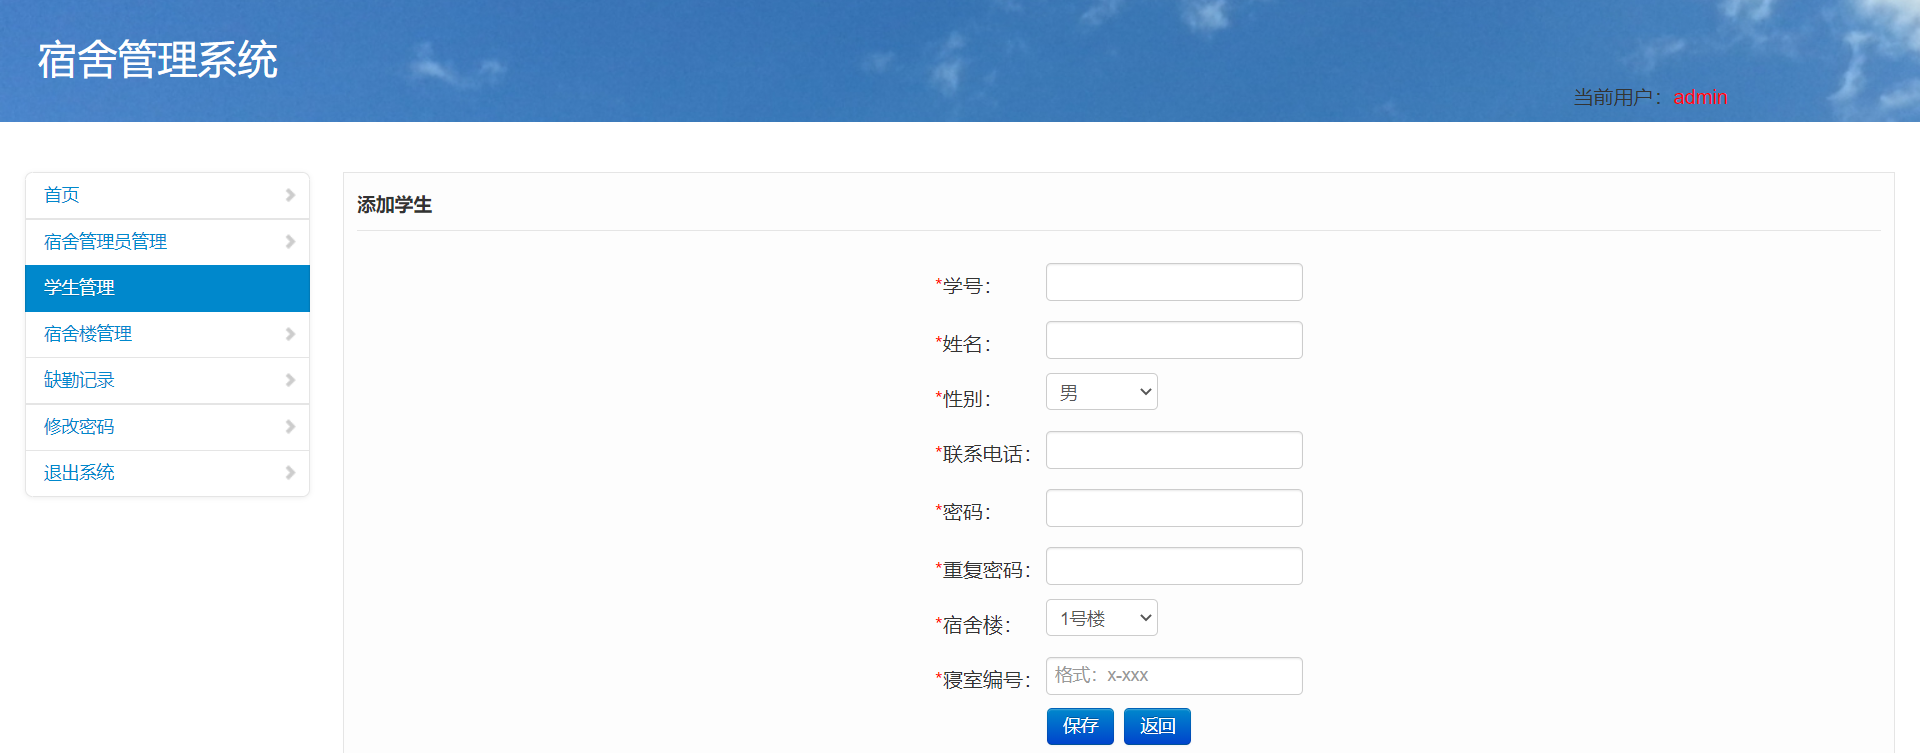 宿舍管理系统
当前用户：admin
首页
宿舍管理员管理
学生管理
宿舍楼管理
缺勤记录
修改密码
退出系统
添加学生
*学号：
*姓名：
*性别： 男
*联系电话：
*密码：
*重复密码：
*宿舍楼： 1号楼
*寝室编号： 格式：x-xxx
保存 返回